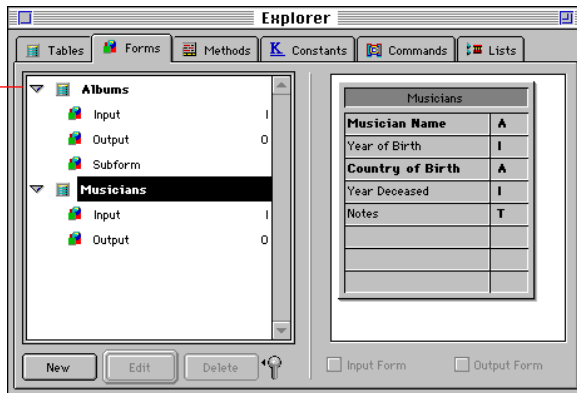 Explorer
Tables Forms Methods K Constants Commands Lists
Albums
Input I
Output O
Subform
Musicians
Input I
Output O
Musicians
Musician Name A
Year of Birth I
Country of Birth A
Year Deceased I
Notes T
New Edit Delete Input Form Output Form